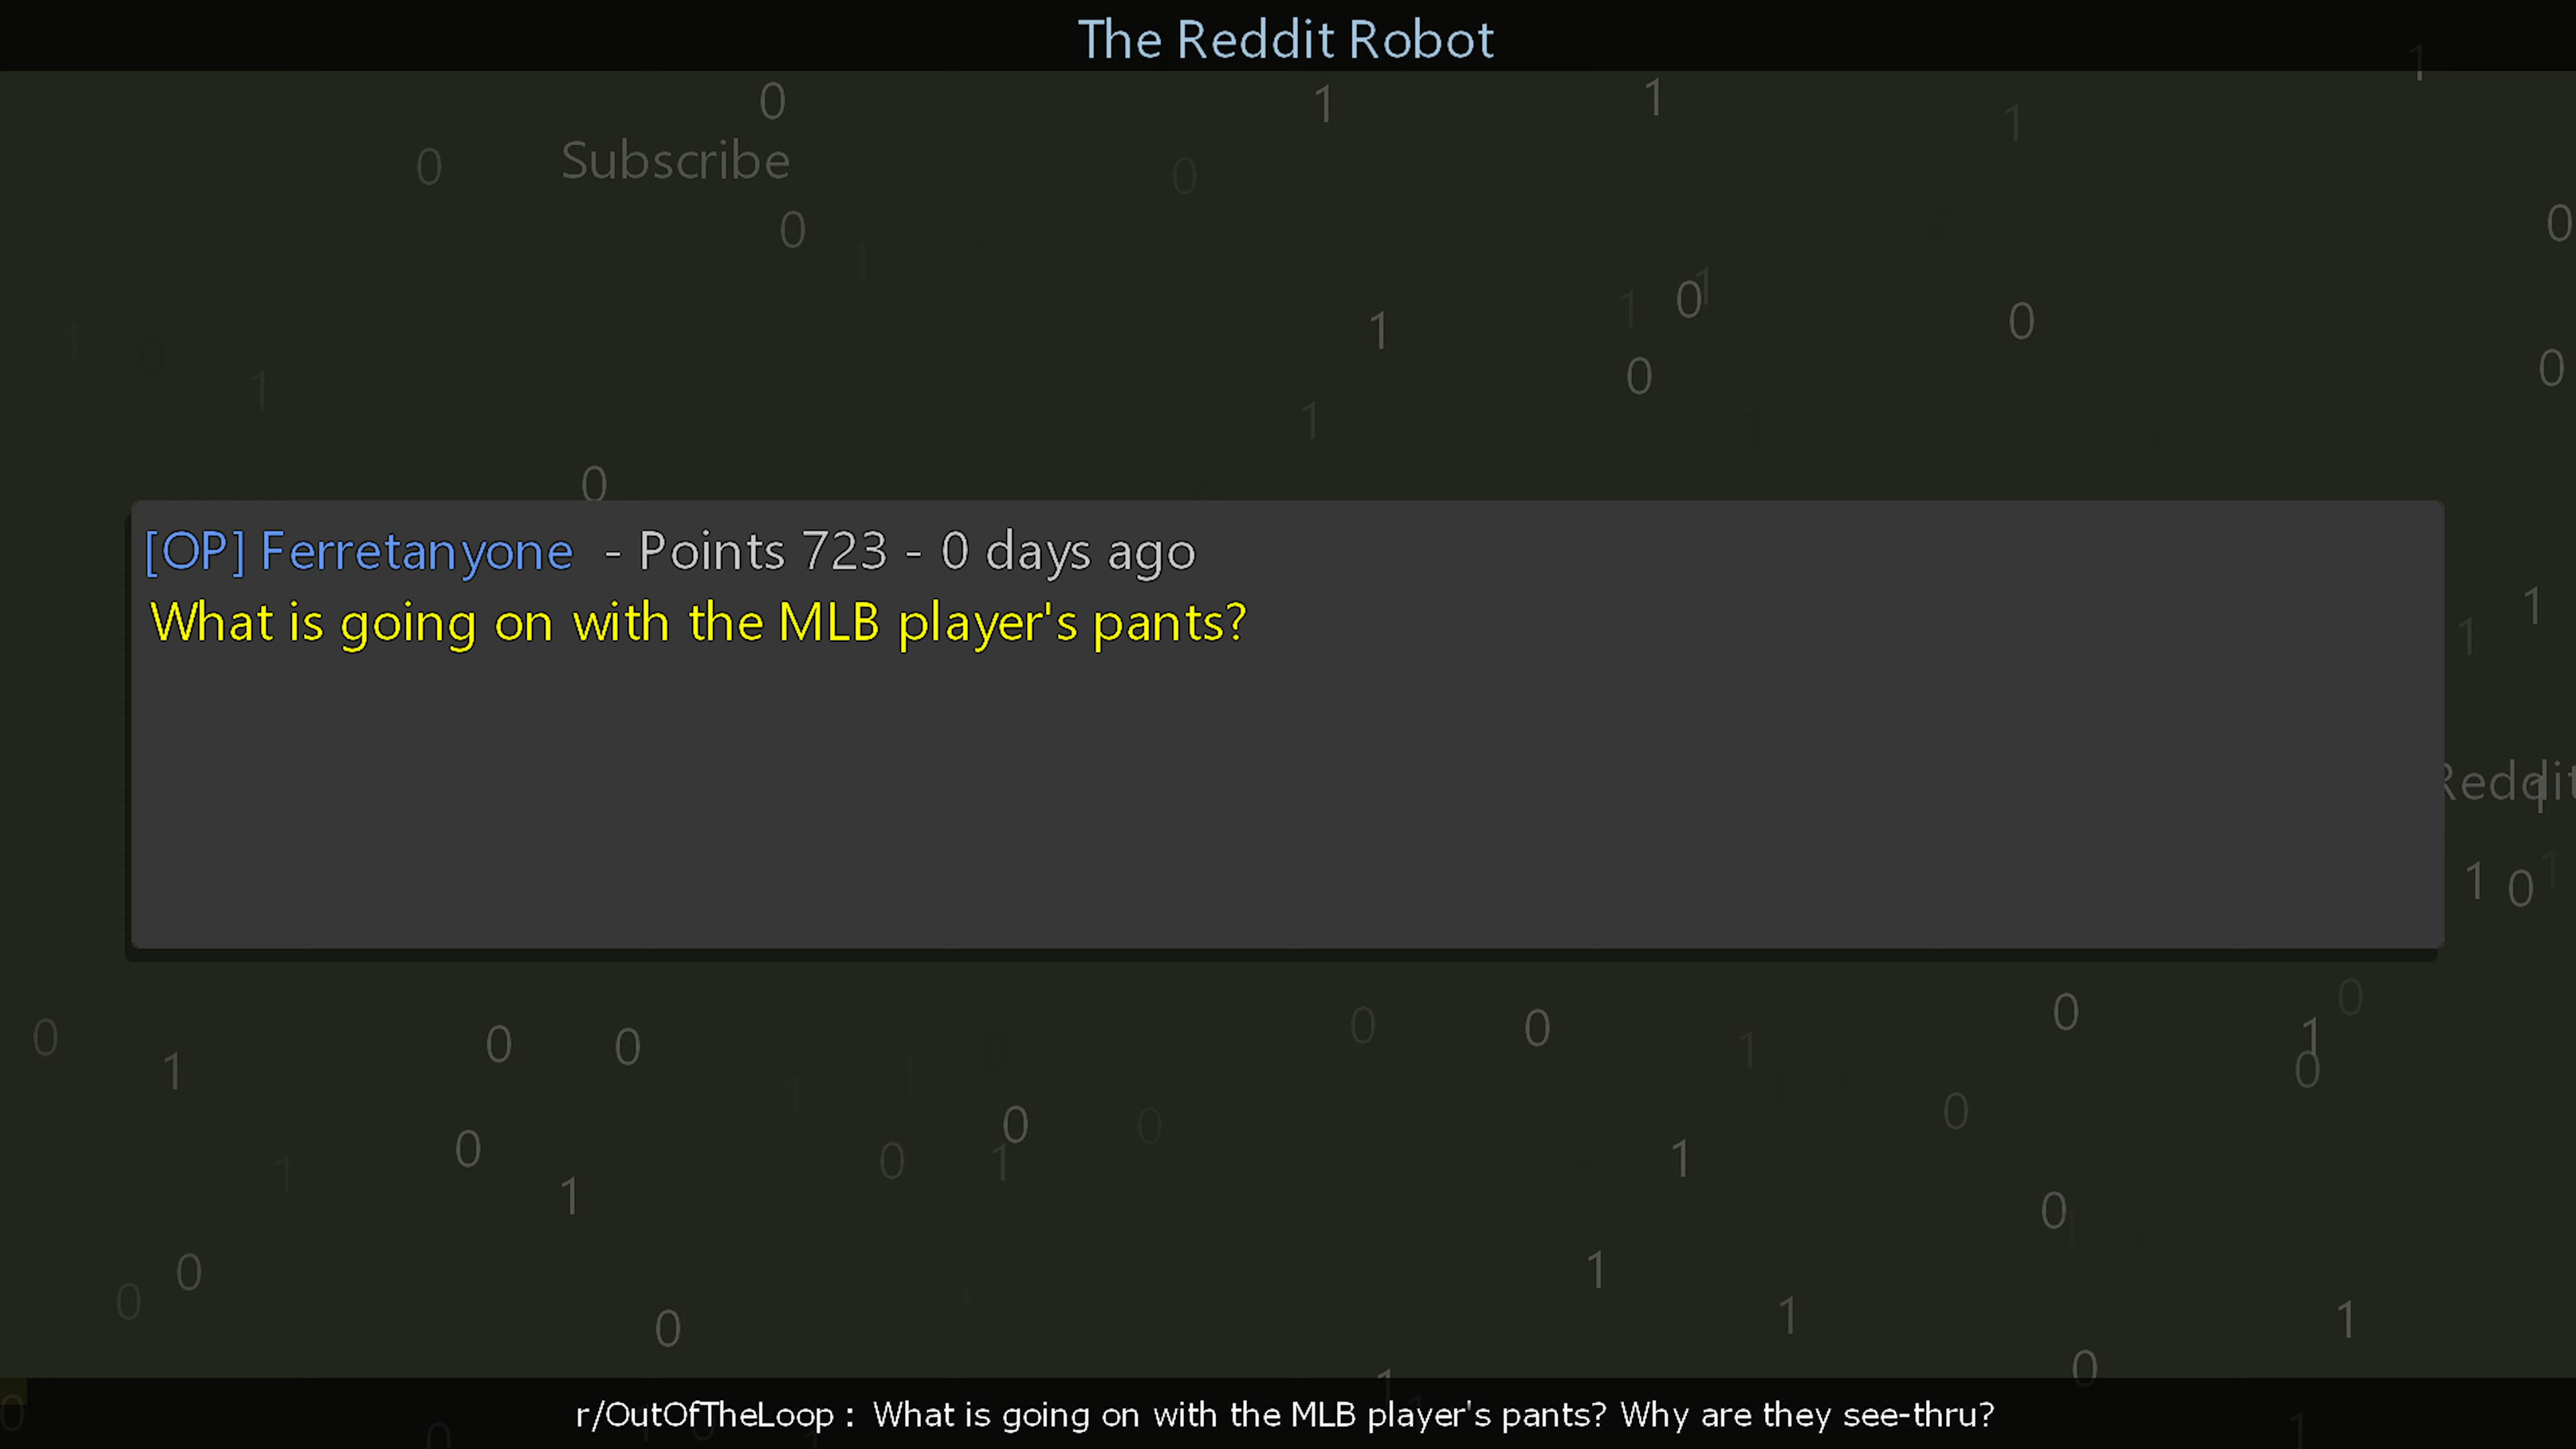 The Reddit Robot
Subscribe
[OP] Ferretanyone - Points 723 - 0 days ago
What is going on with the MLB player's pants?
Reddit
r/OutOfTheLoop : What is going on with the MLB player's pants? Why are they see-thru?